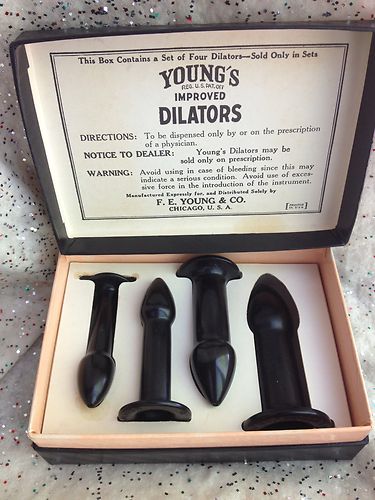 This Box Contains a Set of Four Dilators—Sold Only in Sets
YOUNG'S
REG. U.S. PAT. OFF.
IMPROVED
DILATORS
DIRECTIONS: To be dispensed only by or on the prescription
of a physician.
NOTICE TO DEALER: Young's Dilators may be
sold only on prescription.
WARNING: Avoid using in case of bleeding since this may
indicate a serious condition. Avoid use of exces-
sive force in the introduction of the instrument.
Manufactured Expressly for, and Distributed Solely by
F. E. YOUNG & CO.
CHICAGO, U. S. A.
PRINTED
IN U.S.A.